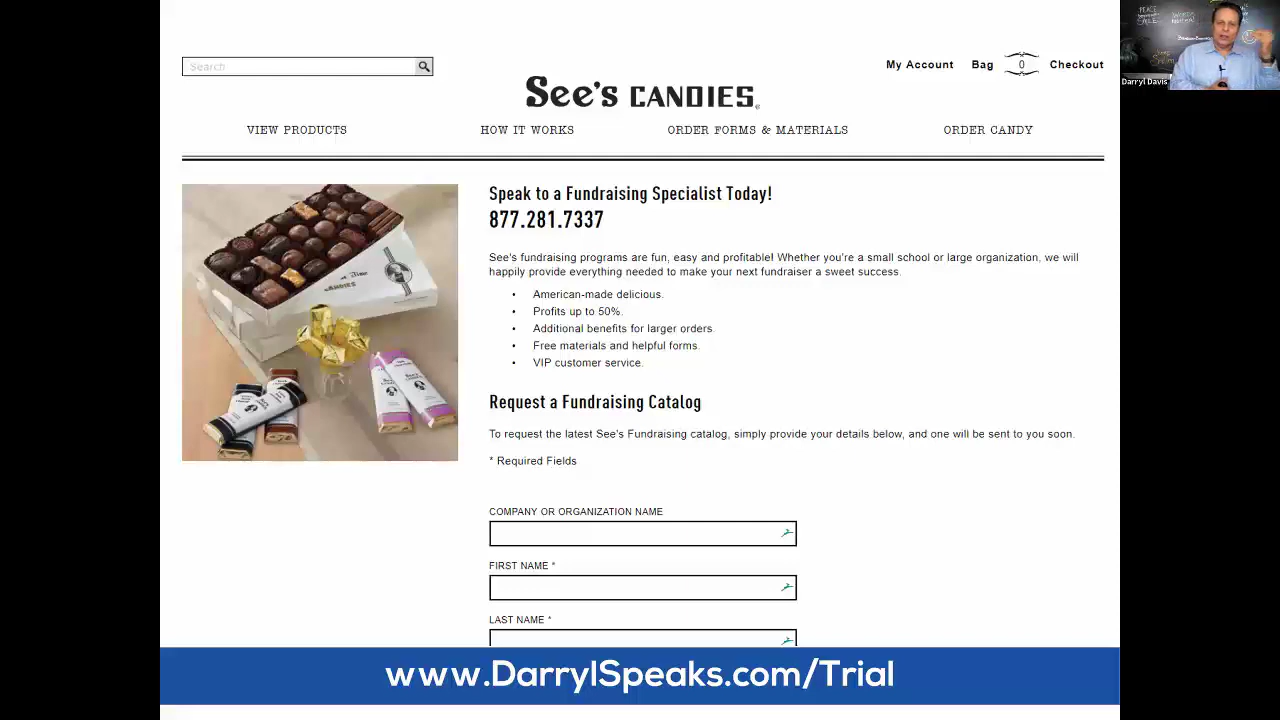 Search
See's CANDIES®
My Account
Bag
0
Checkout
VIEW PRODUCTS
HOW IT WORKS
ORDER FORMS & MATERIALS
ORDER CANDY
Darryl Davis
Speak to a Fundraising Specialist Today!
877.281.7337
See's fundraising programs are fun, easy and profitable! Whether you're a small school or large organization, we will
happily provide everything needed to make your next fundraiser a sweet success.
• American-made delicious.
• Profits up to 50%.
• Additional benefits for larger orders.
• Free materials and helpful forms.
• VIP customer service.
Request a Fundraising Catalog
To request the latest See's Fundraising catalog, simply provide your details below, and one will be sent to you soon.
* Required Fields
COMPANY OR ORGANIZATION NAME
FIRST NAME *
LAST NAME *
www.DarrylSpeaks.com/Trial